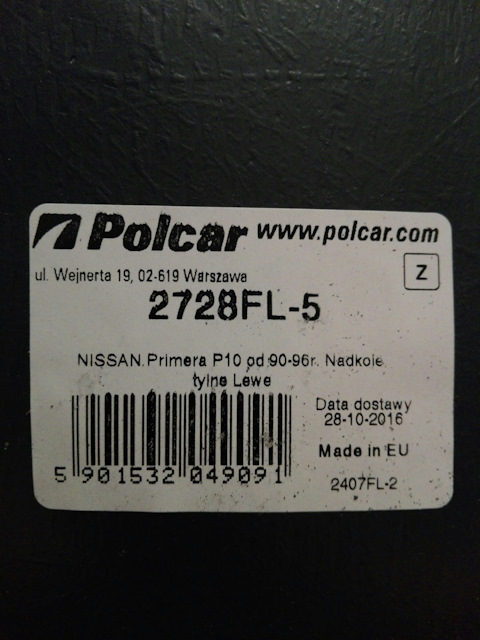 Polcar www.polcar.com
ul. Wejnerta 19, 02-619 Warszawa
Z
2728FL-5
NISSAN Primera P10 od 90-96r. Nadkole
tylne Lewe
Data dostawy
28-10-2016
Made in EU
5 901532 049091
2407FL-2